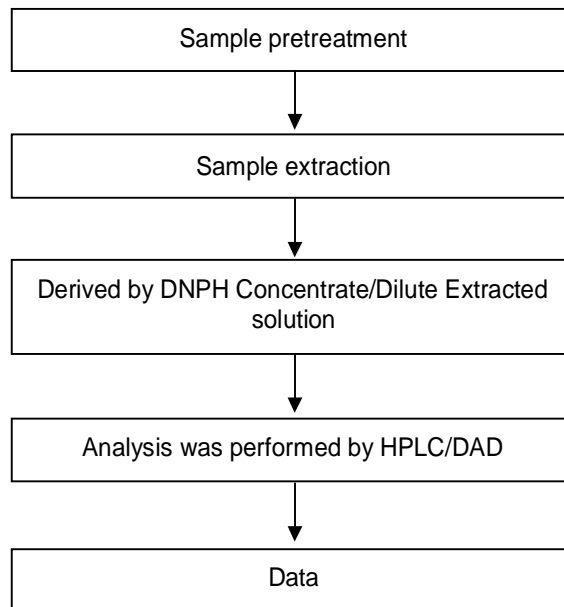 Sample pretreatment
Sample extraction
Derived by DNPH Concentrate/Dilute Extracted
solution
Analysis was performed by HPLC/DAD
Data